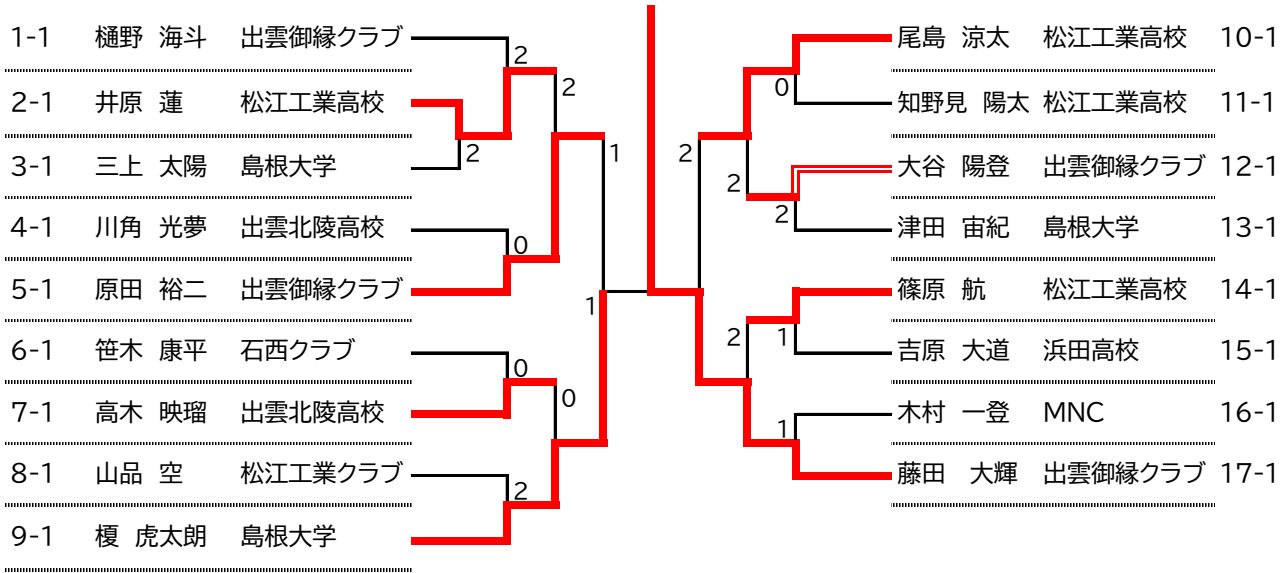 1-1 樋野 海斗 出雲御縁クラブ
2
2-1 井原 蓮 松江工業高校
2
3-1 三上 太陽 島根大学
2
1
4-1 川角 光夢 出雲北陵高校
0
5-1 原田 裕二 出雲御縁クラブ
1
6-1 笹木 康平 石西クラブ
0
7-1 高木 映瑠 出雲北陵高校
0
8-1 山品 空 松江工業クラブ
2
9-1 榎 虎太朗 島根大学
尾島 涼太 松江工業高校 10-1
0
知野見 陽太 松江工業高校 11-1
2
大谷 陽登 出雲御縁クラブ 12-1
2
2
津田 宙紀 島根大学 13-1
篠原 航 松江工業高校 14-1
2
1
吉原 大道 浜田高校 15-1
木村 一登 MNC 16-1
1
藤田 大輝 出雲御縁クラブ 17-1